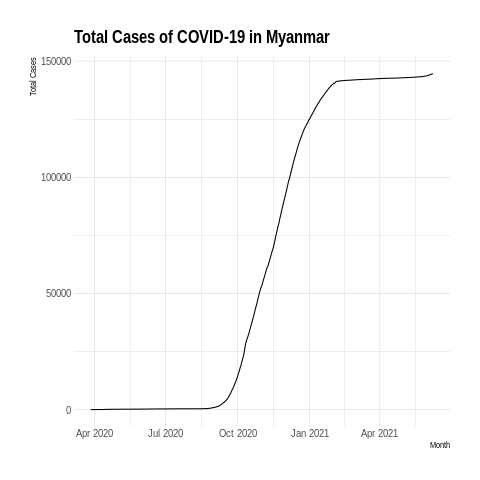 Total Cases of COVID-19 in Myanmar
Total Cases
150000
100000
50000
0
Apr 2020 Jul 2020 Oct 2020 Jan 2021 Apr 2021
Month